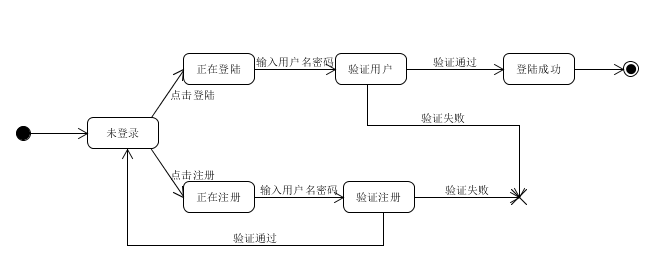 输入用户名密码
验证通过
正在登陆
验证用户
登陆成功
点击登陆
验证失败
未登录
点击注册
输入用户名密码
验证失败
正在注册
验证注册
验证通过